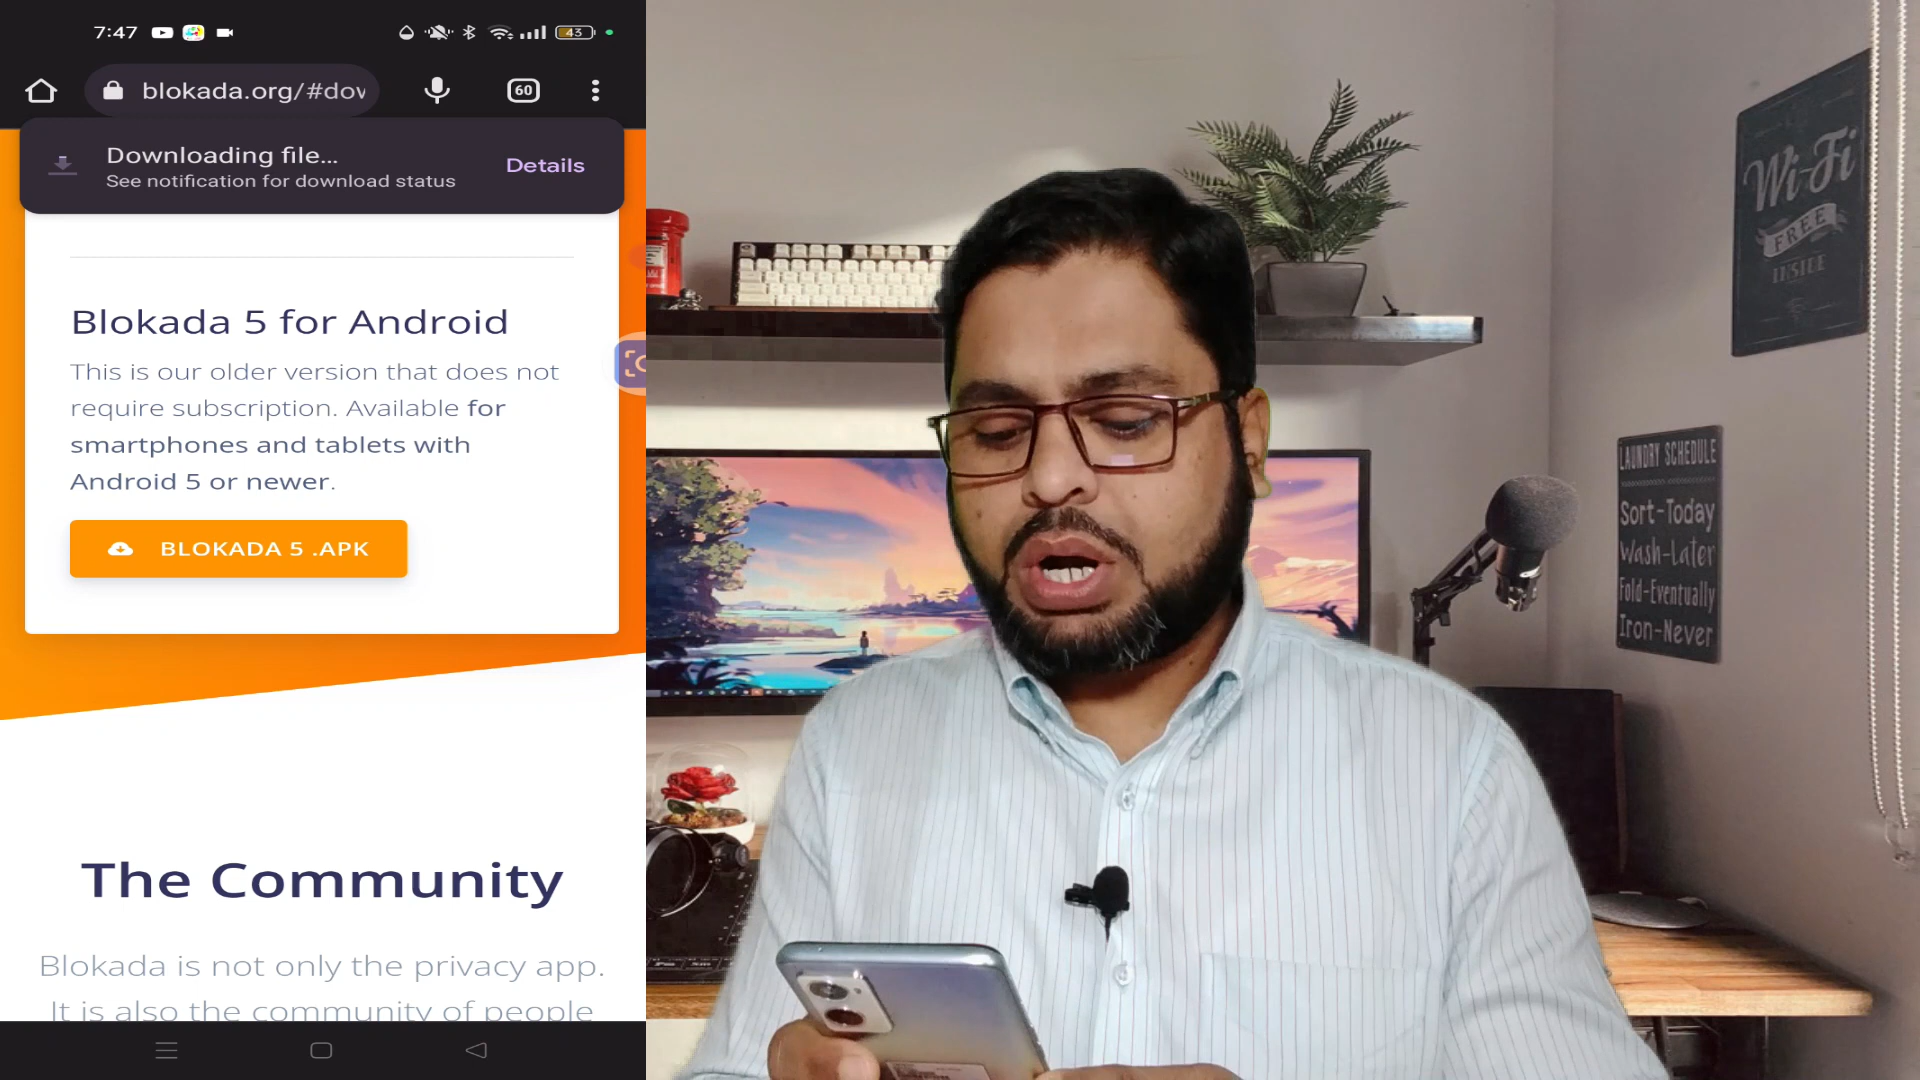 7:47
43
blokada.org/#dov
60
Downloading file...
See notification for download status
Details
Blokada 5 for Android
This is our older version that does not
require subscription. Available for
smartphones and tablets with
Android 5 or newer.
BLOKADA 5 .APK
The Community
Blokada is not only the privacy app.
It is also the community of people
Wi-Fi
FREE
INSIDE
LAUNDRY SCHEDULE
Sort-Today
Wash-Later
Fold-Eventually
Iron-Never